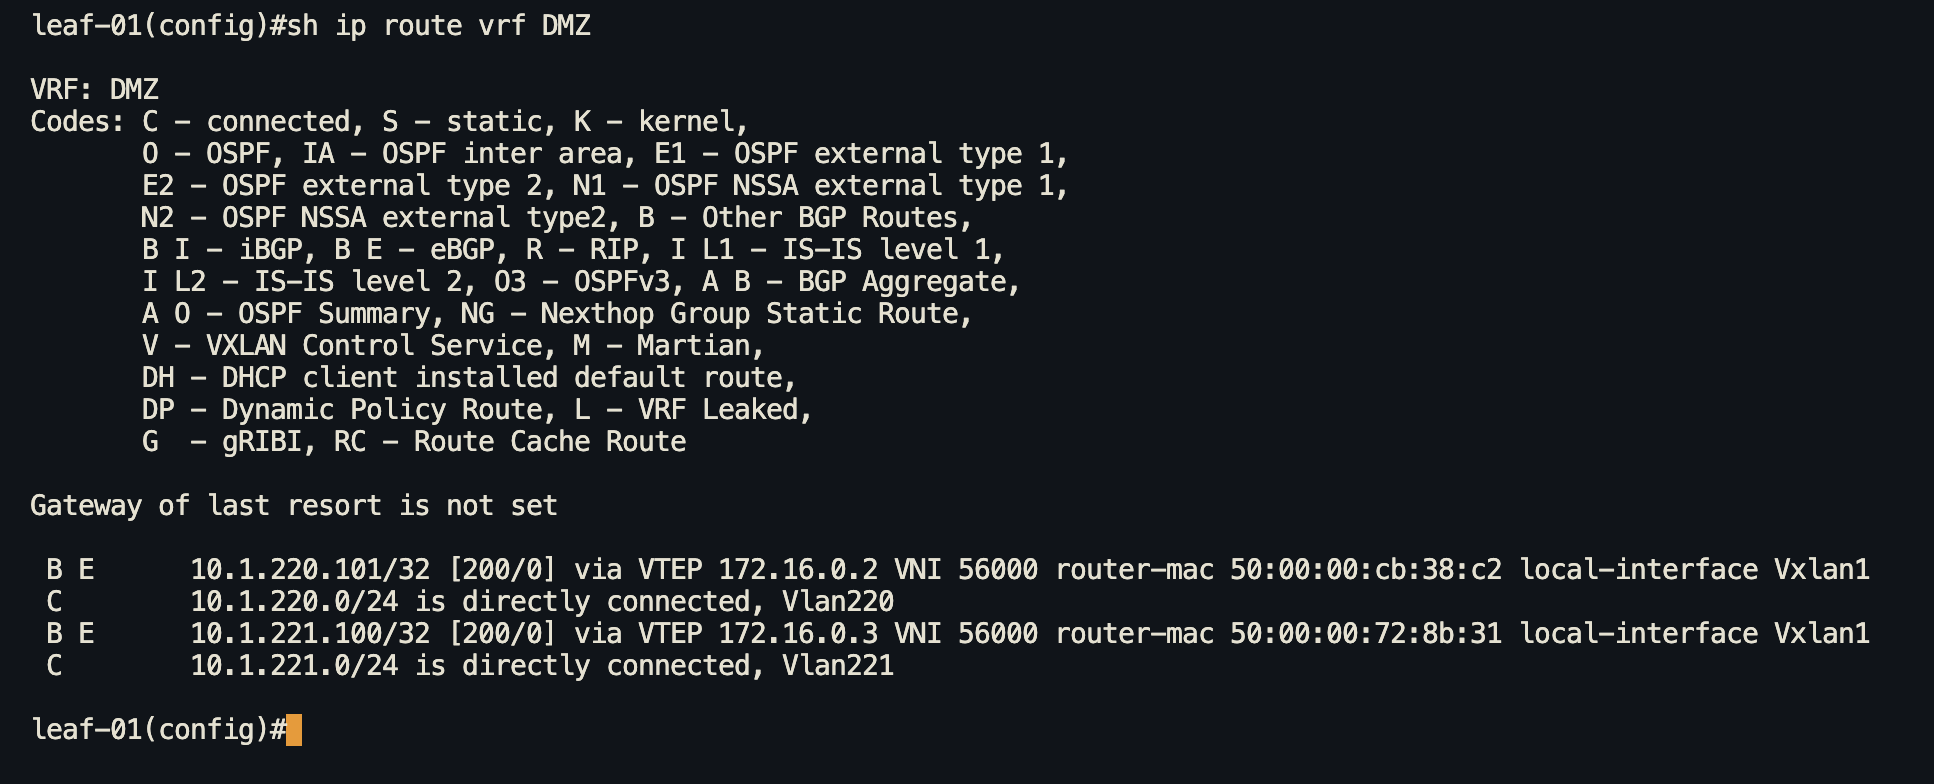 leaf-01(config)#sh ip route vrf DMZ
VRF: DMZ
Codes: C - connected, S - static, K - kernel,
       O - OSPF, IA - OSPF inter area, E1 - OSPF external type 1,
       E2 - OSPF external type 2, N1 - OSPF NSSA external type 1,
       N2 - OSPF NSSA external type2, B - Other BGP Routes,
       B I - iBGP, B E - eBGP, R - RIP, I L1 - IS-IS level 1,
       I L2 - IS-IS level 2, O3 - OSPFv3, A B - BGP Aggregate,
       A O - OSPF Summary, NG - Nexthop Group Static Route,
       V - VXLAN Control Service, M - Martian,
       DH - DHCP client installed default route,
       DP - Dynamic Policy Route, L - VRF Leaked,
       G  - gRIBI, RC - Route Cache Route
Gateway of last resort is not set
 B E      10.1.220.101/32 [200/0] via VTEP 172.16.0.2 VNI 56000 router-mac 50:00:00:cb:38:c2 local-interface Vxlan1
 C        10.1.220.0/24 is directly connected, Vlan220
 B E      10.1.221.100/32 [200/0] via VTEP 172.16.0.3 VNI 56000 router-mac 50:00:00:72:8b:31 local-interface Vxlan1
 C        10.1.221.0/24 is directly connected, Vlan221
leaf-01(config)#